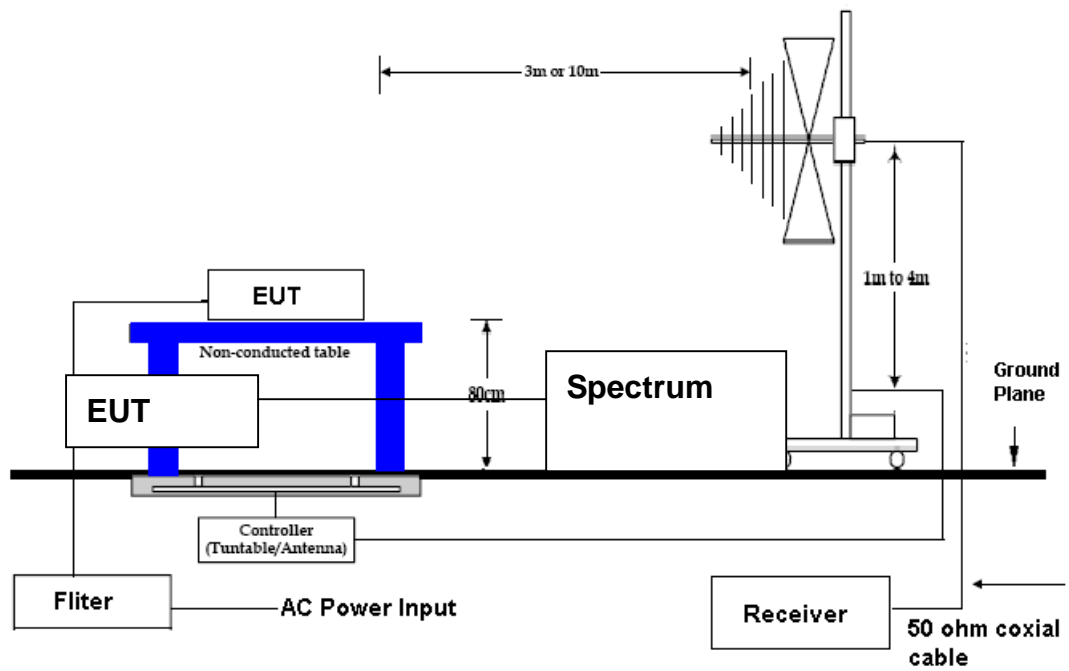 3m or 10m
EUT
1m to 4m
Non-conducted table
80cm
EUT
Spectrum
Ground
Plane
Controller
(Tuntable/Antenna)
Fliter
AC Power Input
Receiver
50 ohm coxial
cable